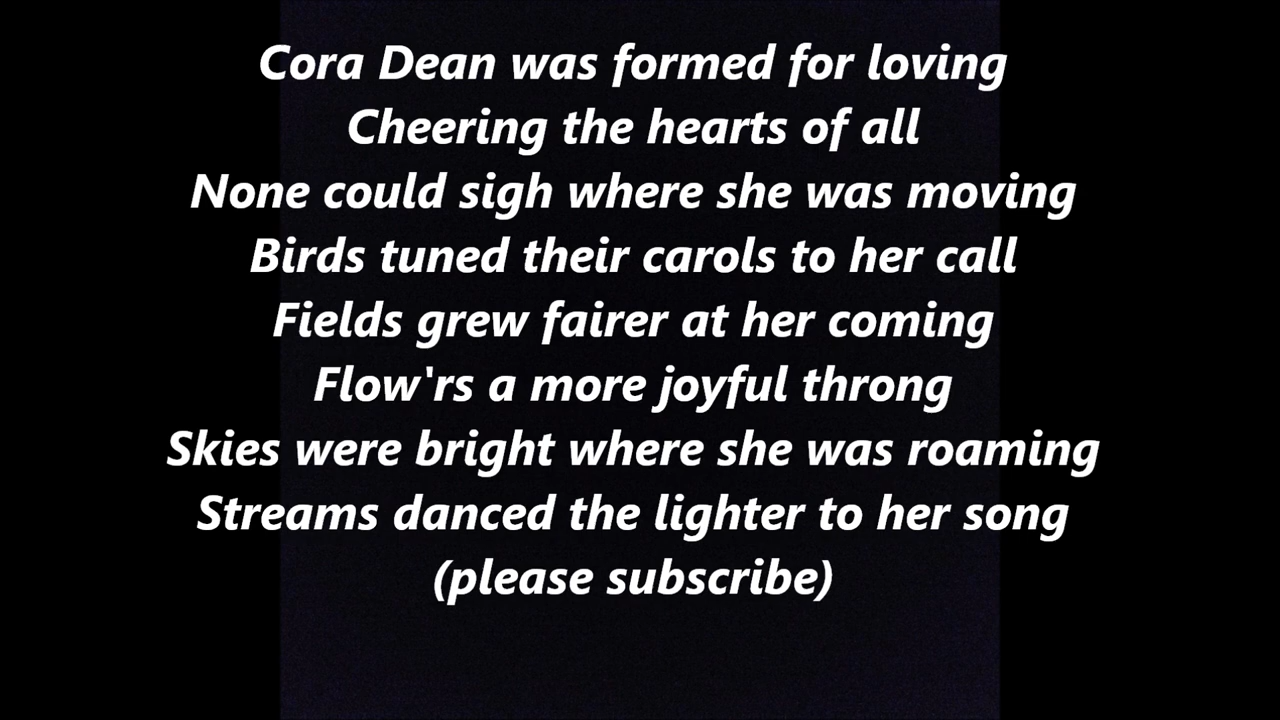 Cora Dean was formed for loving
Cheering the hearts of all
None could sigh where she was moving
Birds tuned their carols to her call
Fields grew fairer at her coming
Flow'rs a more joyful throng
Skies were bright where she was roaming
Streams danced the lighter to her song
(please subscribe)